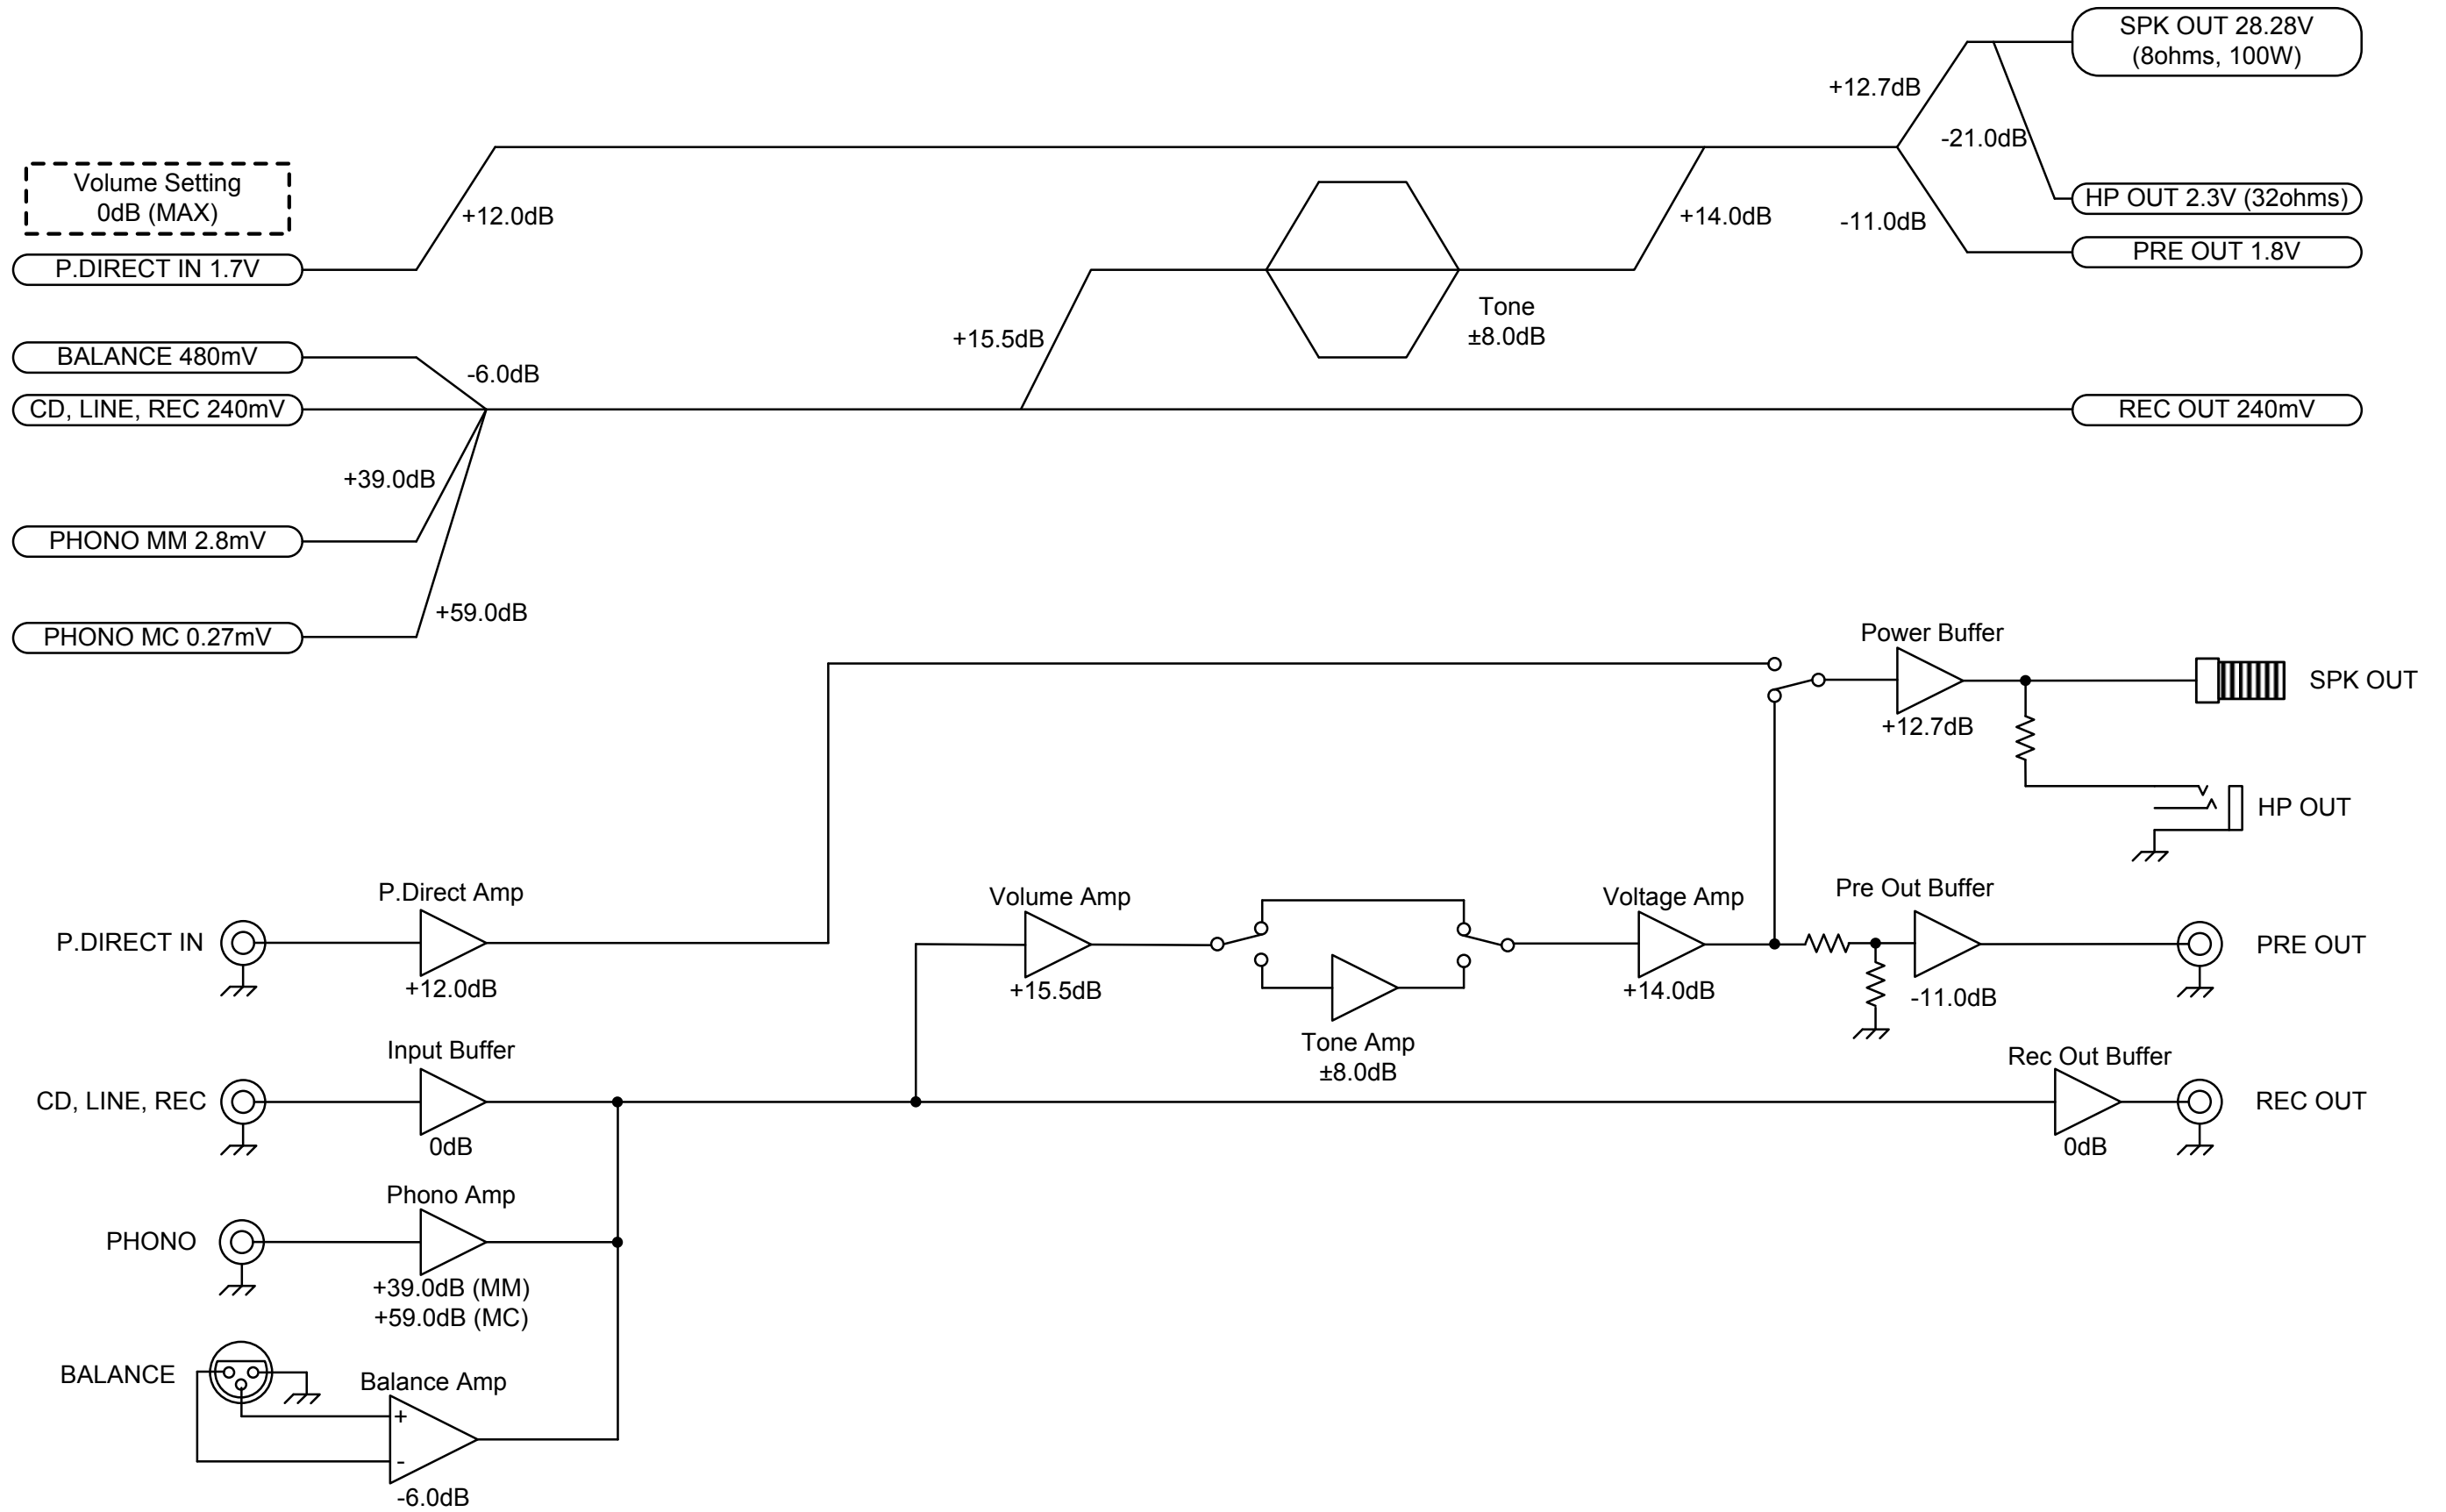 SPK OUT 28.28V
(8ohms, 100W)
+12.7dB
-21.0dB
Volume Setting
0dB (MAX)
+12.0dB
+14.0dB
-11.0dB
HP OUT 2.3V (32ohms)
P.DIRECT IN 1.7V
PRE OUT 1.8V
Tone
±8.0dB
+15.5dB
BALANCE 480mV
-6.0dB
CD, LINE, REC 240mV
REC OUT 240mV
+39.0dB
PHONO MM 2.8mV
+59.0dB
PHONO MC 0.27mV
Power Buffer
+12.7dB
SPK OUT
HP OUT
P.Direct Amp
P.DIRECT IN
+12.0dB
Volume Amp
+15.5dB
Tone Amp
±8.0dB
Voltage Amp
+14.0dB
Pre Out Buffer
-11.0dB
PRE OUT
Input Buffer
CD, LINE, REC
0dB
Rec Out Buffer
0dB
REC OUT
Phono Amp
PHONO
+39.0dB (MM)
+59.0dB (MC)
BALANCE
Balance Amp
+
-
-6.0dB